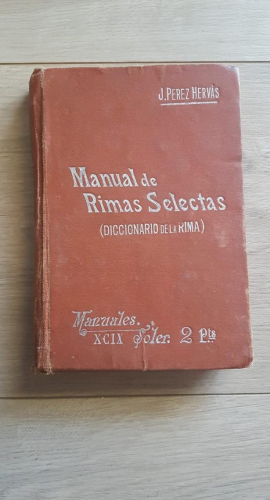 J. PEREZ HERVÁS
Manual de
Rimas Selectas
(DICCIONARIO DE LA RIMA)
Manuales.
XCIX Soler. 2 Pts